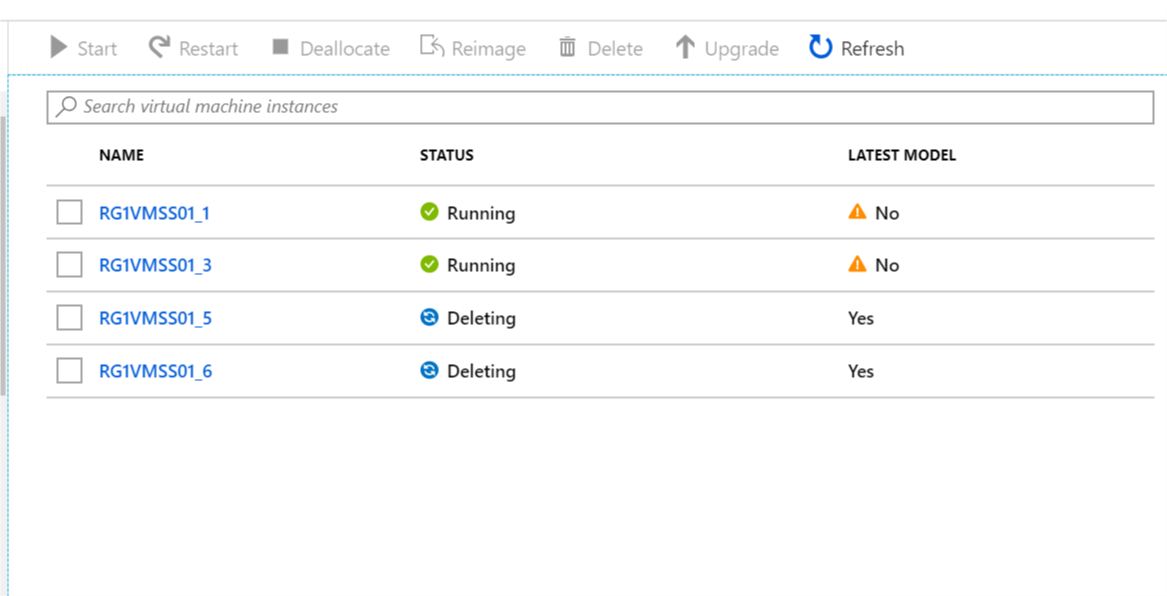 Start Restart Deallocate Reimage Delete Upgrade Refresh
Search virtual machine instances
NAME STATUS LATEST MODEL
RG1VMSS01_1 Running No
RG1VMSS01_3 Running No
RG1VMSS01_5 Deleting Yes
RG1VMSS01_6 Deleting Yes